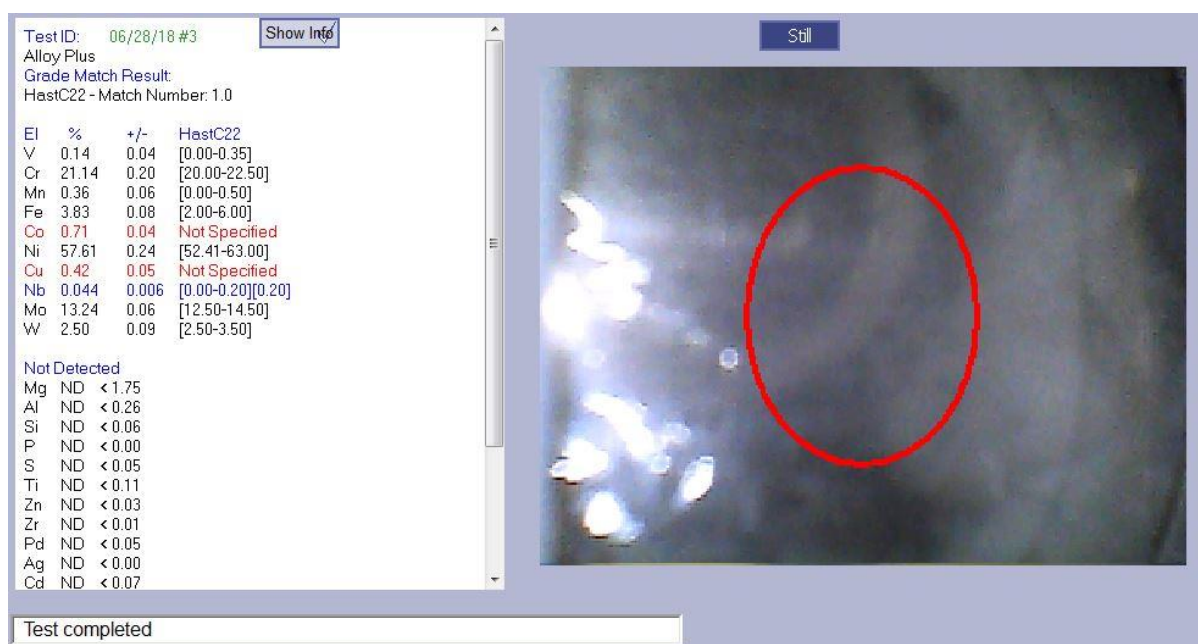 Test ID: 06/28/18 #3 Show Info
Alloy Plus
Grade Match Result:
HastC22 - Match Number: 1.0
El % +/- HastC22
V 0.14 0.04 [0.00-0.35]
Cr 21.14 0.20 [20.00-22.50]
Mn 0.36 0.06 [0.00-0.50]
Fe 3.83 0.08 [2.00-6.00]
Co 0.71 0.04 Not Specified
Ni 57.61 0.24 [52.41-63.00]
Cu 0.42 0.05 Not Specified
Nb 0.044 0.006 [0.00-0.20][0.20]
Mo 13.24 0.06 [12.50-14.50]
W 2.50 0.09 [2.50-3.50]
Not Detected
Mg ND < 1.75
Al ND < 0.26
Si ND < 0.06
P ND < 0.00
S ND < 0.05
Ti ND < 0.11
Zn ND < 0.03
Zr ND < 0.01
Pd ND < 0.05
Ag ND < 0.00
Cd ND < 0.07
Still
Test completed